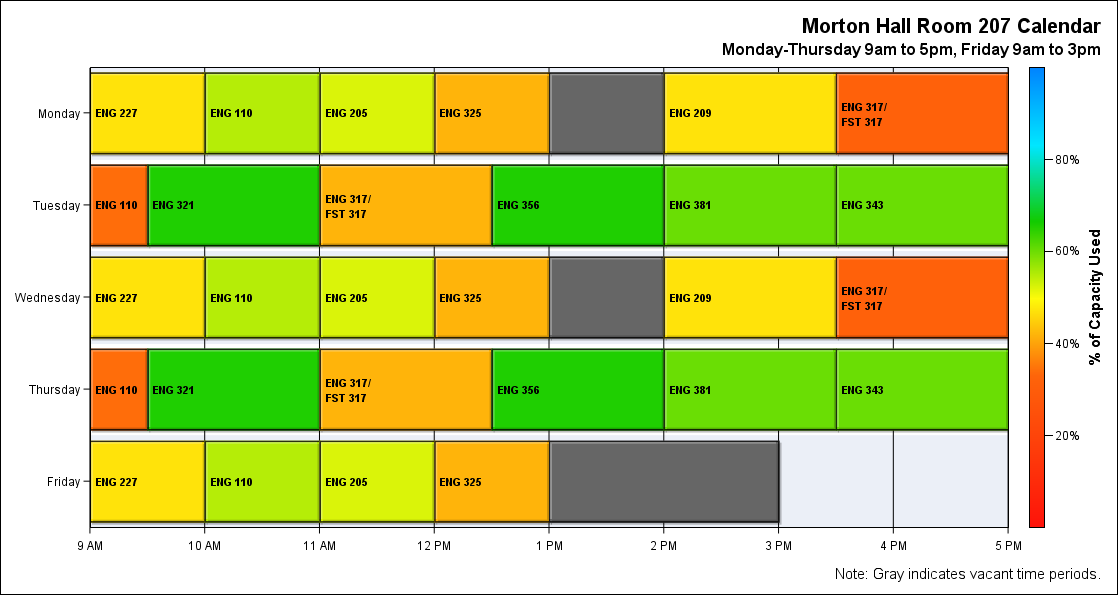 Morton Hall Room 207 Calendar
Monday-Thursday 9am to 5pm, Friday 9am to 3pm
Monday
ENG 227
ENG 110
ENG 205
ENG 325
ENG 209
ENG 317/
FST 317
Tuesday
ENG 110
ENG 321
ENG 317/
FST 317
ENG 356
ENG 381
ENG 343
Wednesday
ENG 227
ENG 110
ENG 205
ENG 325
ENG 209
ENG 317/
FST 317
Thursday
ENG 110
ENG 321
ENG 317/
FST 317
ENG 356
ENG 381
ENG 343
Friday
ENG 227
ENG 110
ENG 205
ENG 325
9 AM
10 AM
11 AM
12 PM
1 PM
2 PM
3 PM
4 PM
5 PM
80%
60%
40%
20%
% of Capacity Used
Note: Gray indicates vacant time periods.